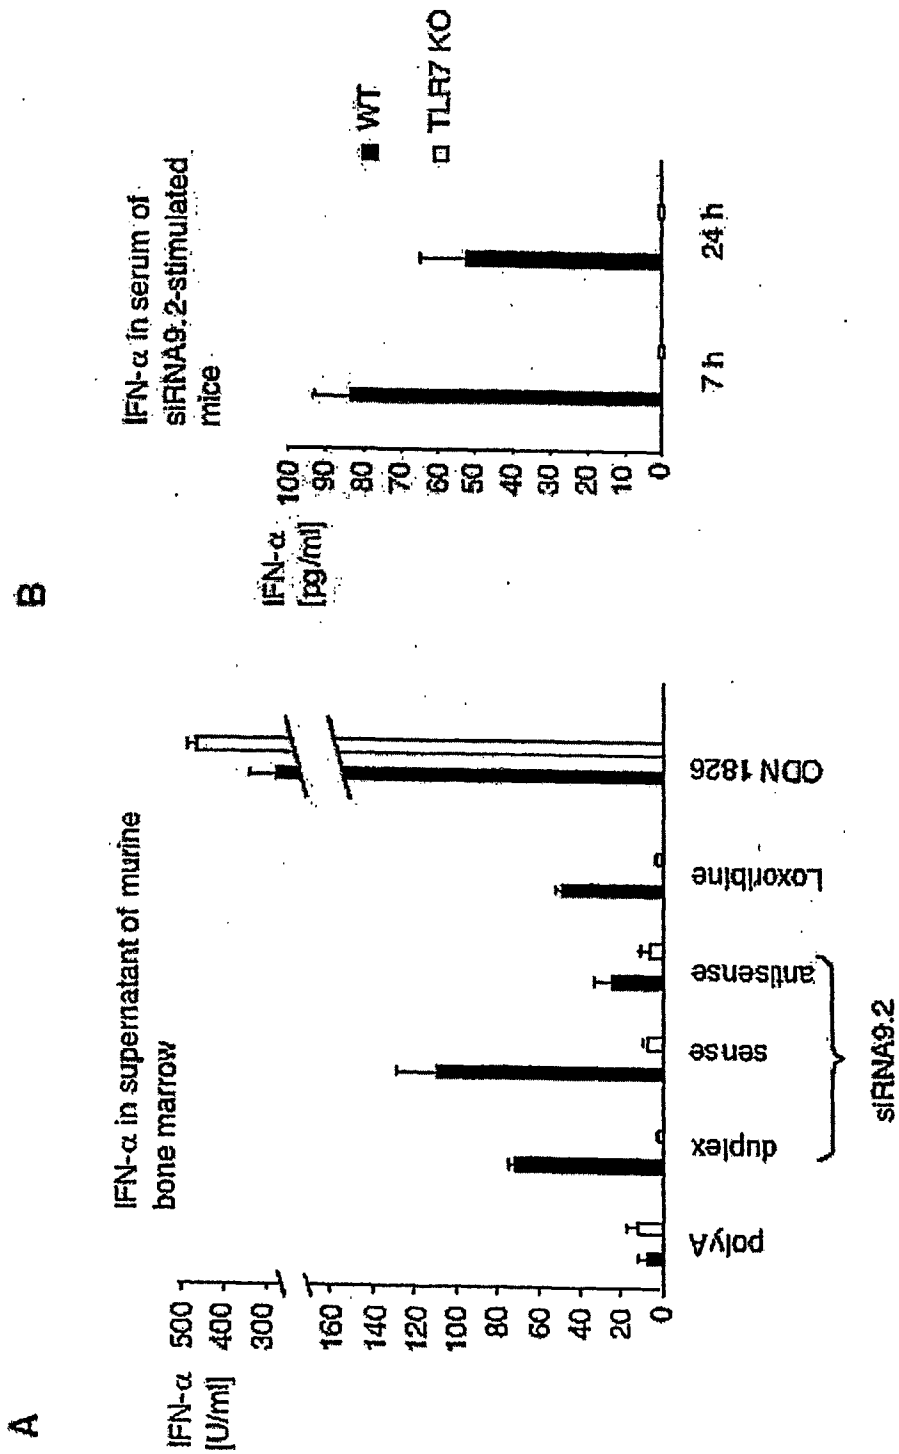 A
IFN-α in supernatant of murine
bone marrow
IFN-α
[U/ml]
500
400
300
160
140
120
100
80
60
40
20
0
polyA
duplex
sense
antisense
Loxoribine
ODN 1826
siRNA9.2
B
IFN-α in serum of
siRNA9.2-stimulated
mice
IFN-α
[pg/ml]
100
90
80
70
60
50
40
30
20
10
0
7 h
24 h
WT
TLR7 KO